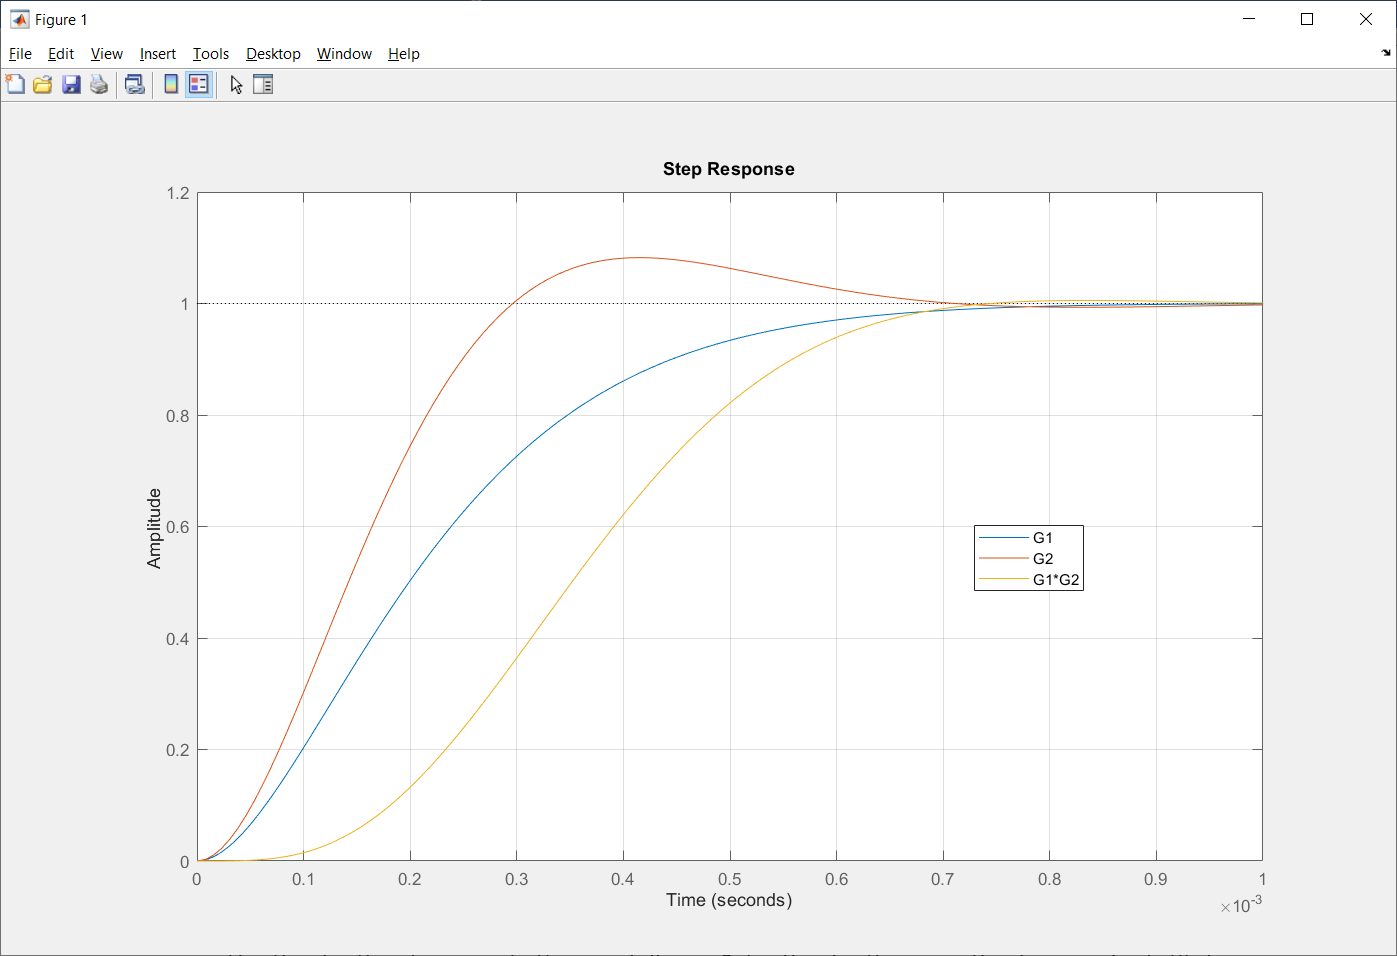 Figure 1
File Edit View Insert Tools Desktop Window Help
Step Response
1.2
1
0.8
0.6
0.4
0.2
0
Amplitude
G1
G2
G1*G2
0 0.1 0.2 0.3 0.4 0.5 0.6 0.7 0.8 0.9 1
Time (seconds)
×10-3